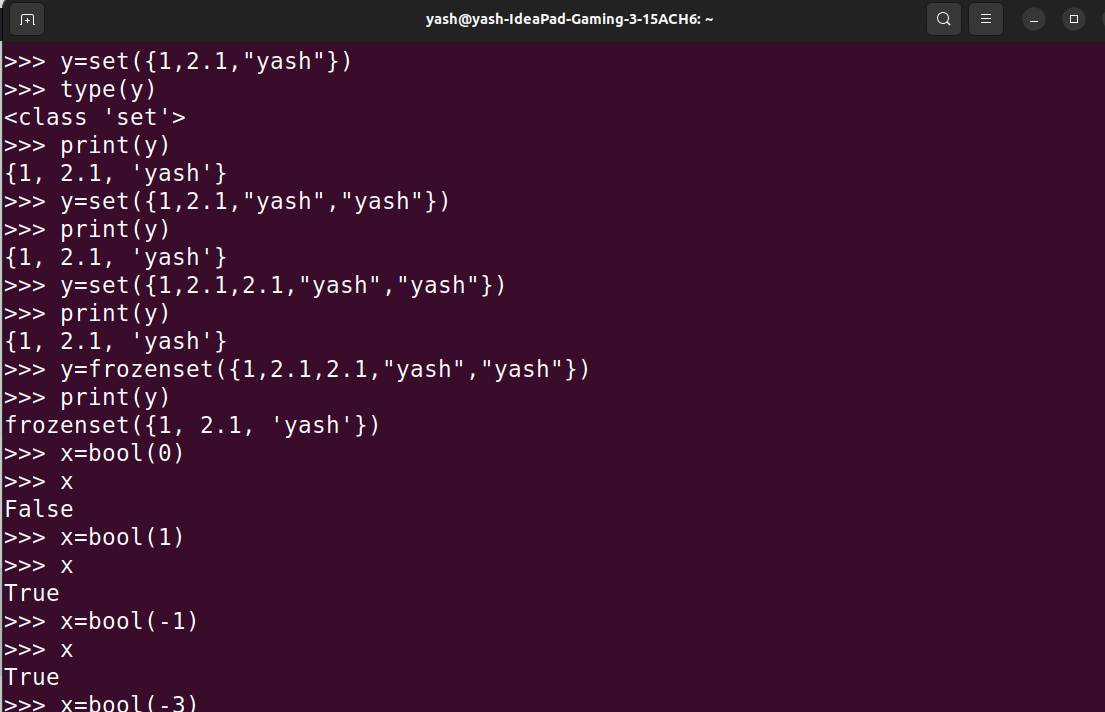 yash@yash-IdeaPad-Gaming-3-15ACH6: ~
>>> y=set({1,2.1,"yash"})
>>> type(y)
<class 'set'>
>>> print(y)
{1, 2.1, 'yash'}
>>> y=set({1,2.1,"yash","yash"})
>>> print(y)
{1, 2.1, 'yash'}
>>> y=set({1,2.1,2.1,"yash","yash"})
>>> print(y)
{1, 2.1, 'yash'}
>>> y=frozenset({1,2.1,2.1,"yash","yash"})
>>> print(y)
frozenset({1, 2.1, 'yash'})
>>> x=bool(0)
>>> x
False
>>> x=bool(1)
>>> x
True
>>> x=bool(-1)
>>> x
True
>>> x=bool(-3)